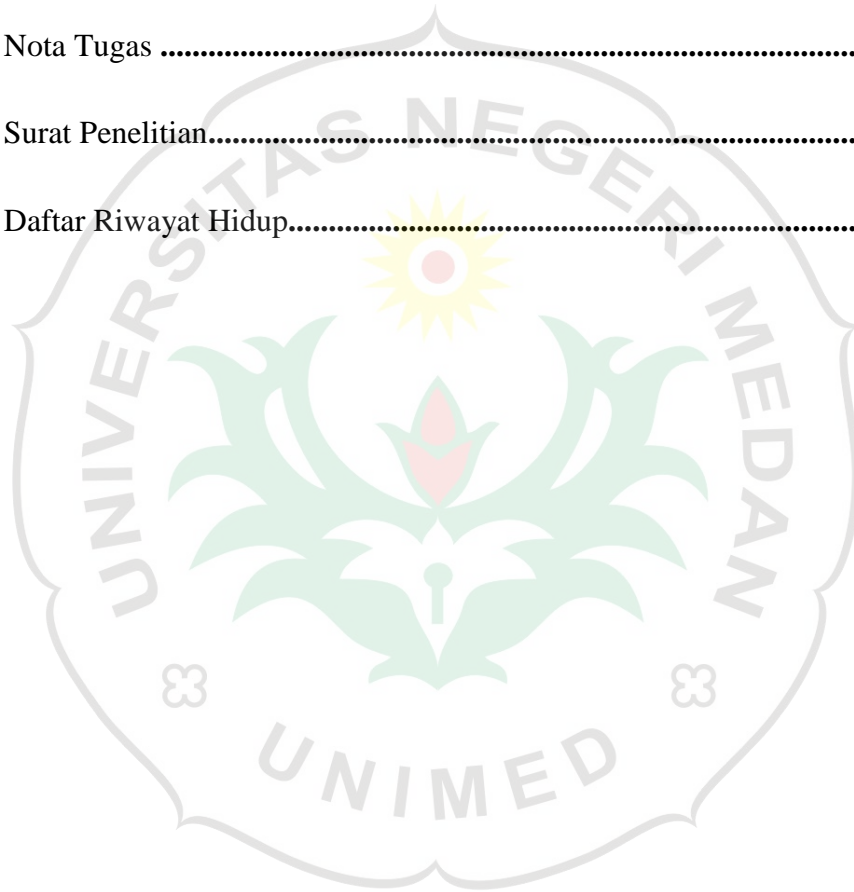 Nota Tugas ........................................................................................
Surat Penelitian..................................................................................
Daftar Riwayat Hidup.......................................................................
UNIVERSITAS NEGERI MEDAN
UNIMED